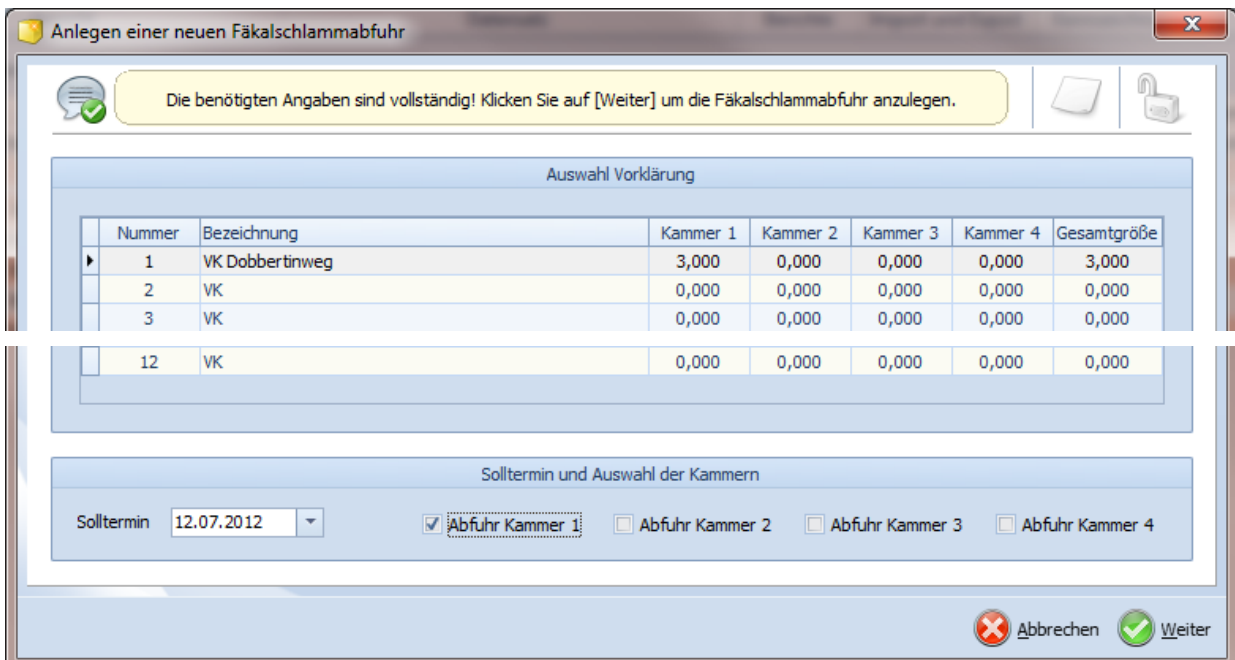 Anlegen einer neuen Fäkalschlammabfuhr
Die benötigten Angaben sind vollständig! Klicken Sie auf [Weiter] um die Fäkalschlammabfuhr anzulegen.
Auswahl Vorklärung
Nummer Bezeichnung Kammer 1 Kammer 2 Kammer 3 Kammer 4 Gesamtgröße
1 VK Dobbertinweg 3,000 0,000 0,000 0,000 3,000
2 VK 0,000 0,000 0,000 0,000 0,000
3 VK 0,000 0,000 0,000 0,000 0,000
12 VK 0,000 0,000 0,000 0,000 0,000
Solltermin und Auswahl der Kammern
Solltermin 12.07.2012 Abfuhr Kammer 1 Abfuhr Kammer 2 Abfuhr Kammer 3 Abfuhr Kammer 4
Abbrechen Weiter